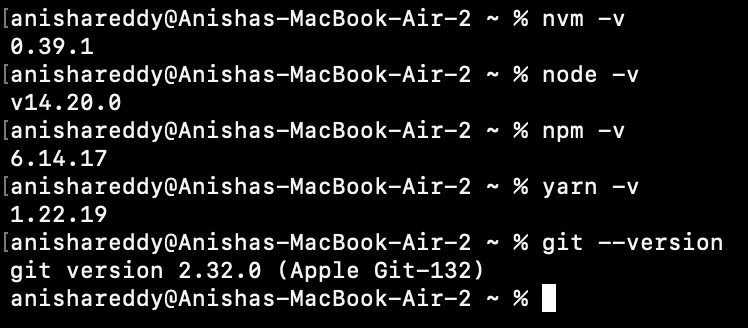 [anishareddy@Anishas-MacBook-Air-2 ~ % nvm -v
0.39.1
[anishareddy@Anishas-MacBook-Air-2 ~ % node -v
v14.20.0
[anishareddy@Anishas-MacBook-Air-2 ~ % npm -v
6.14.17
[anishareddy@Anishas-MacBook-Air-2 ~ % yarn -v
1.22.19
[anishareddy@Anishas-MacBook-Air-2 ~ % git --version
git version 2.32.0 (Apple Git-132)
anishareddy@Anishas-MacBook-Air-2 ~ %